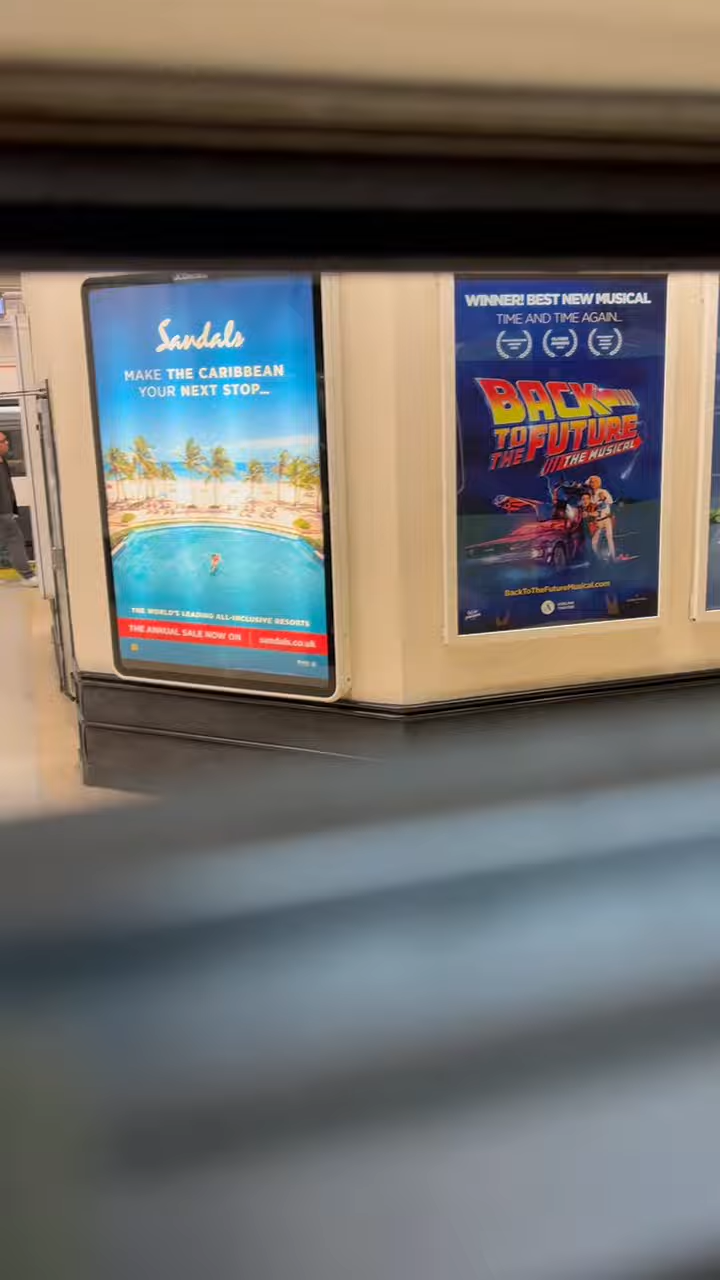 Sandals
MAKE THE CARIBBEAN
YOUR NEXT STOP...
THE WORLD'S LEADING ALL-INCLUSIVE RESORTS
THE ANNUAL SALE NOW ON
sandals.co.uk
WINNER! BEST NEW MUSICAL
TIME AND TIME AGAIN...
BACK
TO THE FUTURE
THE MUSICAL
BackToTheFutureMusical.com